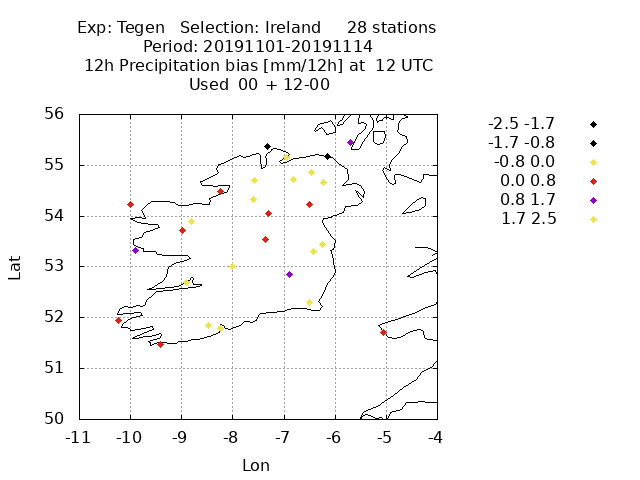 Exp: Tegen   Selection: Ireland     28 stations
Period: 20191101-20191114
12h Precipitation bias [mm/12h] at  12 UTC
Used  00  + 12-00
-2.5 -1.7
-1.7 -0.8
-0.8 0.0
0.0 0.8
0.8 1.7
1.7 2.5
56
55
54
53
52
51
50
Lat
-11 -10 -9 -8 -7 -6 -5 -4
Lon